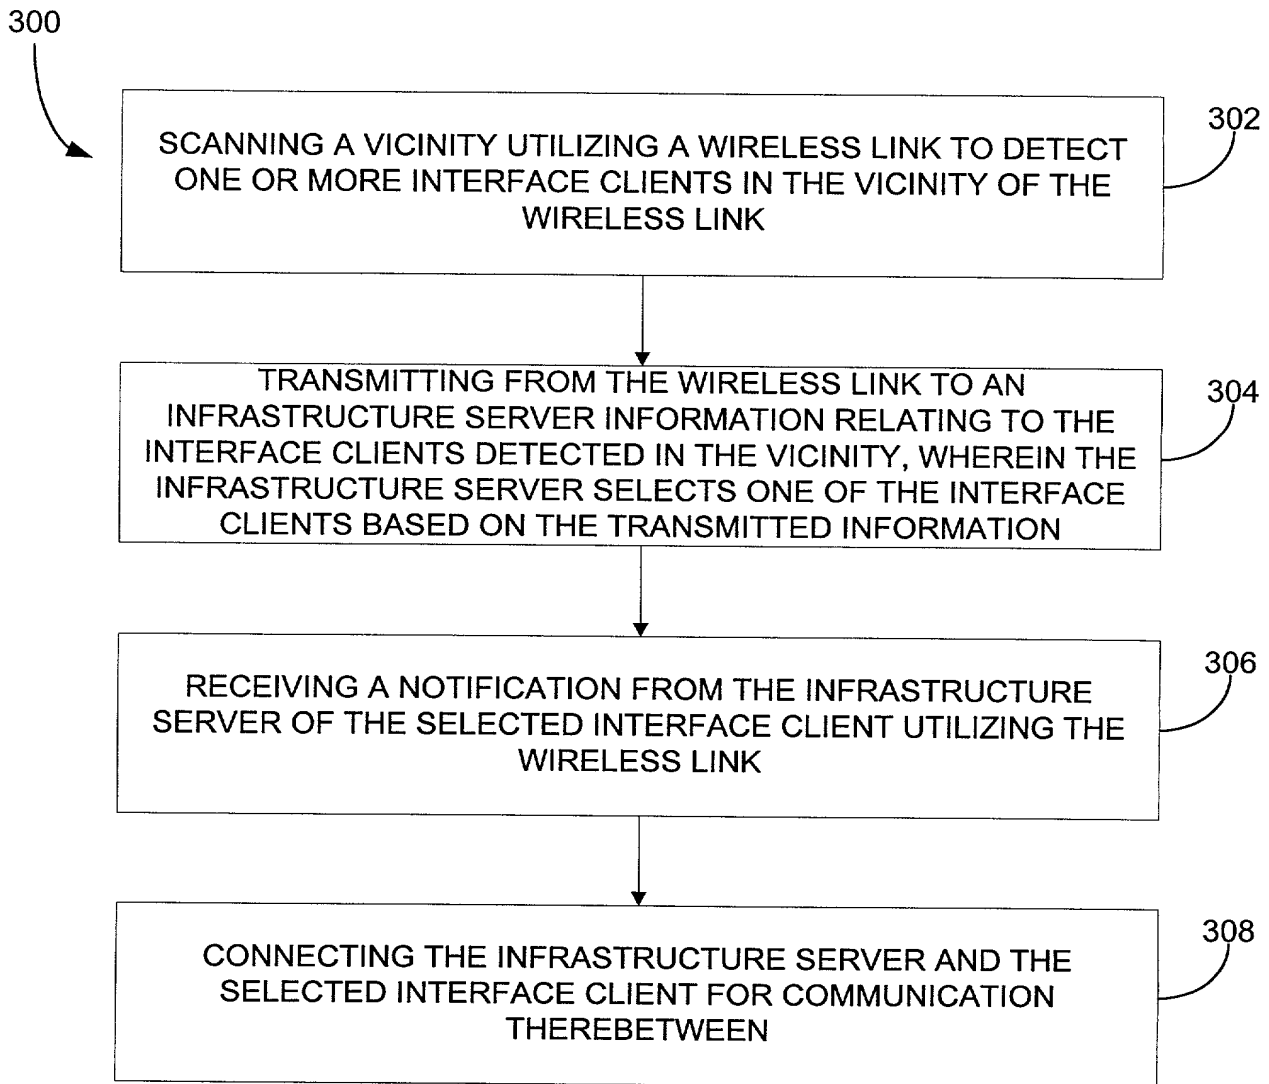 300
SCANNING A VICINITY UTILIZING A WIRELESS LINK TO DETECT
ONE OR MORE INTERFACE CLIENTS IN THE VICINITY OF THE
WIRELESS LINK
302
TRANSMITTING FROM THE WIRELESS LINK TO AN
INFRASTRUCTURE SERVER INFORMATION RELATING TO THE
INTERFACE CLIENTS DETECTED IN THE VICINITY, WHEREIN THE
INFRASTRUCTURE SERVER SELECTS ONE OF THE INTERFACE
CLIENTS BASED ON THE TRANSMITTED INFORMATION
304
RECEIVING A NOTIFICATION FROM THE INFRASTRUCTURE
SERVER OF THE SELECTED INTERFACE CLIENT UTILIZING THE
WIRELESS LINK
306
CONNECTING THE INFRASTRUCTURE SERVER AND THE
SELECTED INTERFACE CLIENT FOR COMMUNICATION
THEREBETWEEN
308